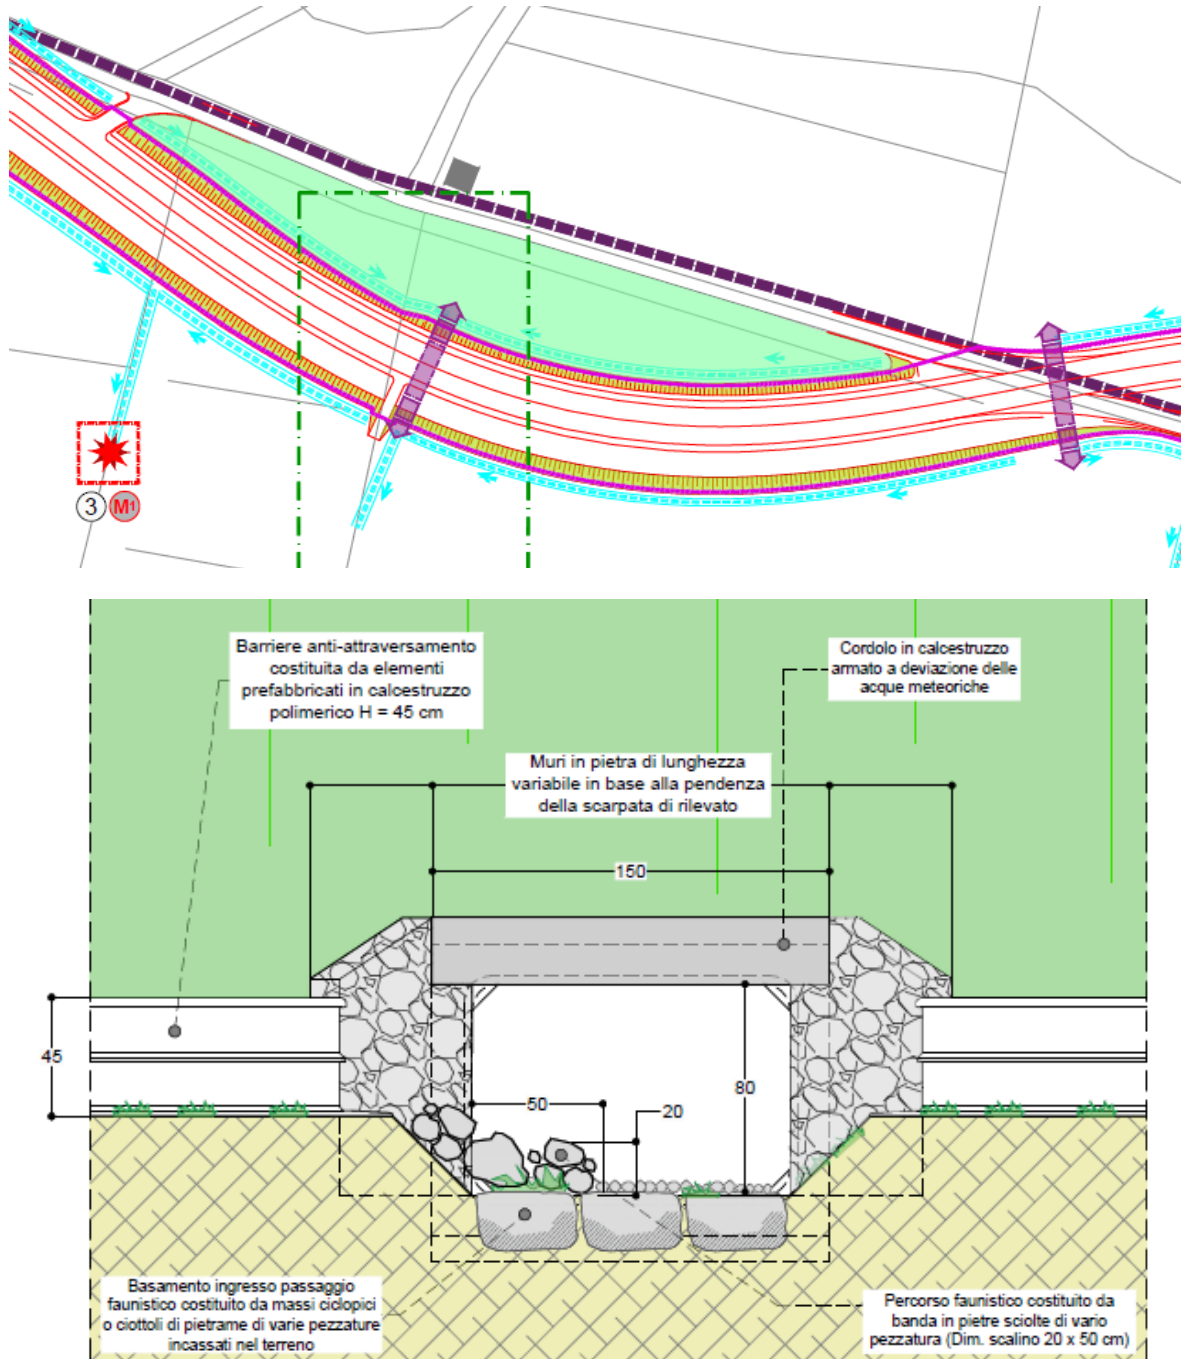 3
M1
Barriere anti-attraversamento
costituita da elementi
prefabbricati in calcestruzzo
polimerico H = 45 cm
Cordolo in calcestruzzo
armato a deviazione delle
acque meteoriche
Muri in pietra di lunghezza
variabile in base alla pendenza
della scarpata di rilevato
150
45
50
20
80
Basamento ingresso passaggio
faunistico costituito da massi ciclopici
o ciottoli di pietrame di varie pezzature
incassati nel terreno
Percorso faunistico costituito da
banda in pietre sciolte di vario
pezzatura (Dim. scalino 20 x 50 cm)